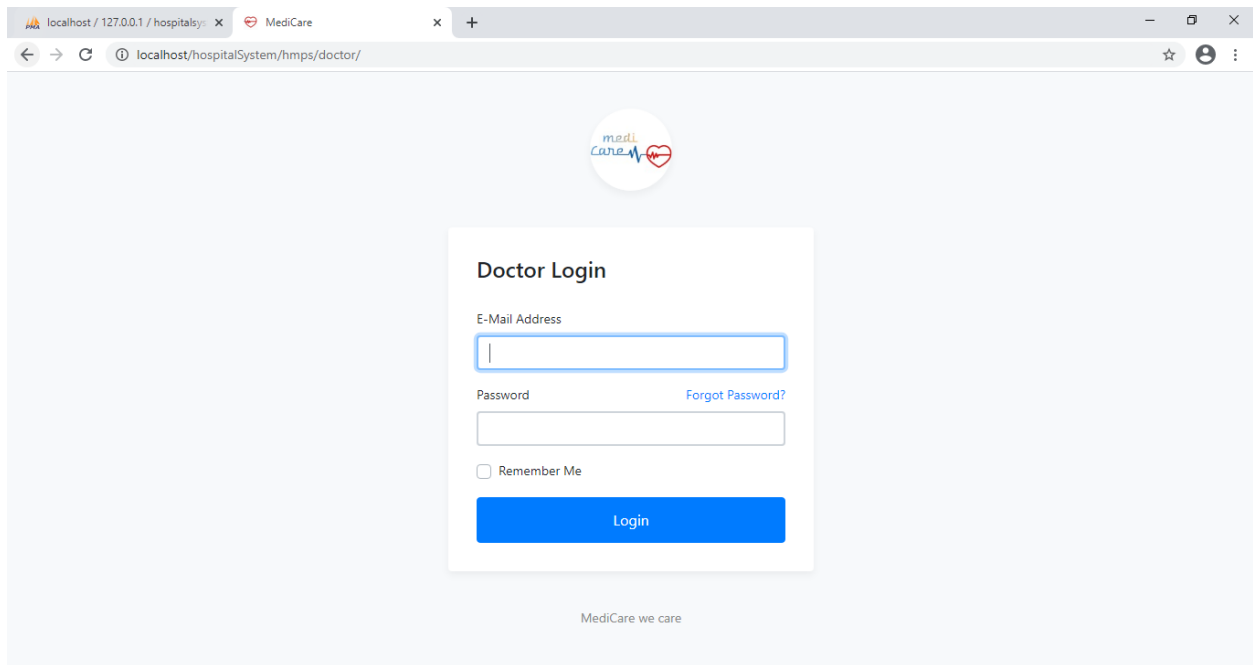 localhost / 127.0.0.1 / hospitalsys
MediCare
localhost/hospitalSystem/hmps/doctor/
medi
Care
Doctor Login
E-Mail Address
Password
Forgot Password?
Remember Me
Login
MediCare we care